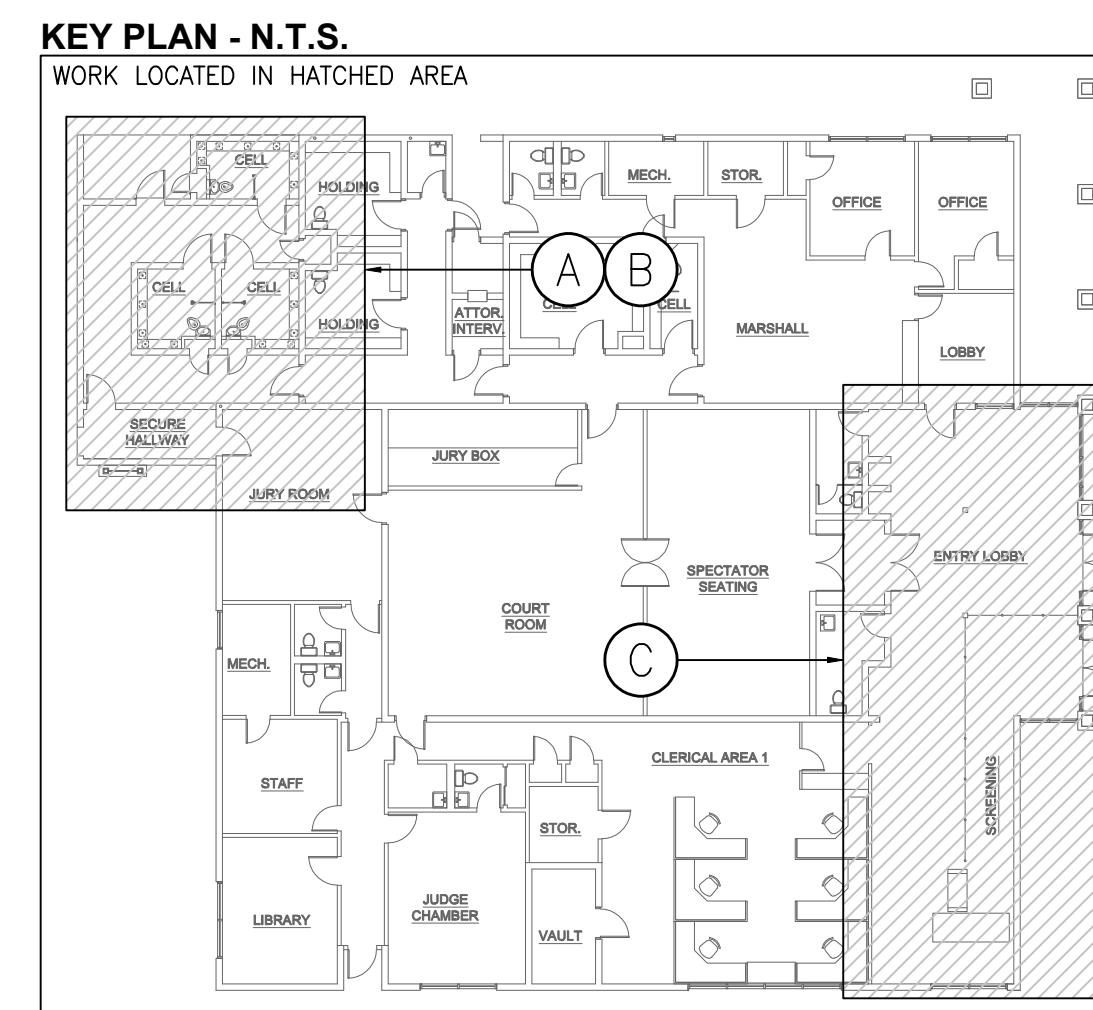 KEY PLAN - N.T.S.
WORK LOCATED IN HATCHED AREA
CELL
HOLDING
MECH.
STOR.
OFFICE
OFFICE
A
B
CELL
CELL
CELL
CELL
HOLDING
ATTOR.
INTERV.
MARSHALL
LOBBY
SECURE
HALLWAY
JURY BOX
JURY ROOM
ENTRY LOBBY
SPECTATOR
SEATING
COURT
ROOM
C
MECH.
CLERICAL AREA 1
STAFF
SCREENING
STOR.
JUDGE
CHAMBER
LIBRARY
VAULT